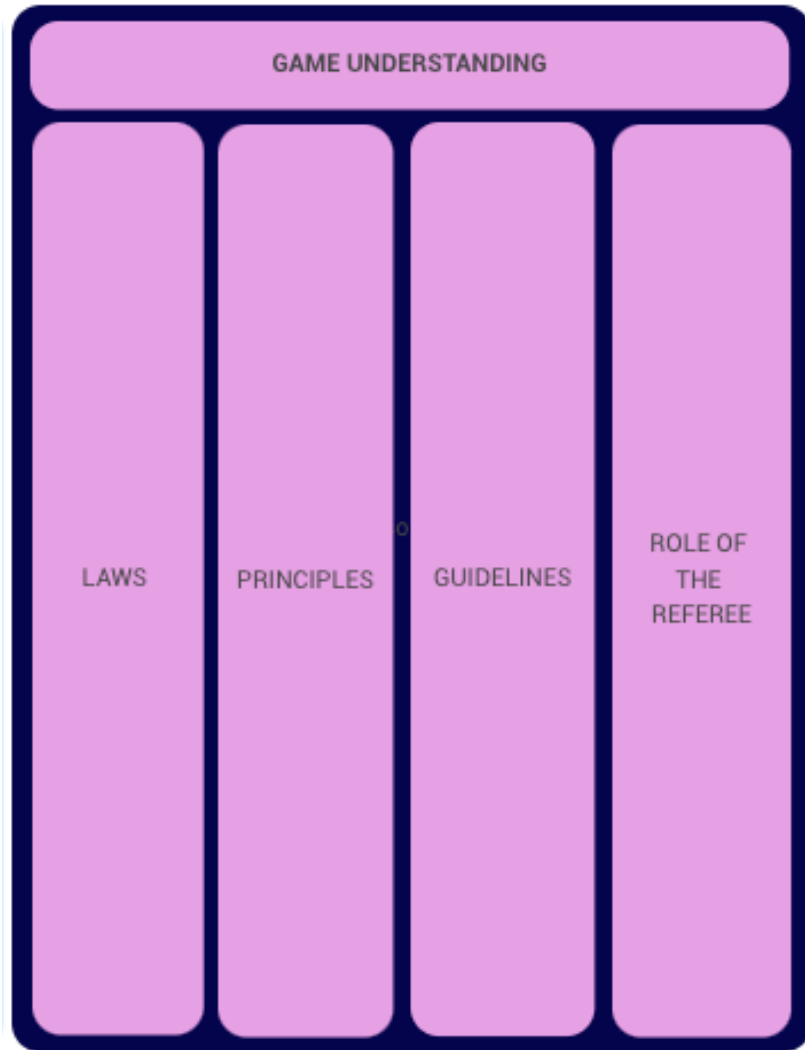 GAME UNDERSTANDING
LAWS
PRINCIPLES
o
GUIDELINES
ROLE OF
THE
REFEREE